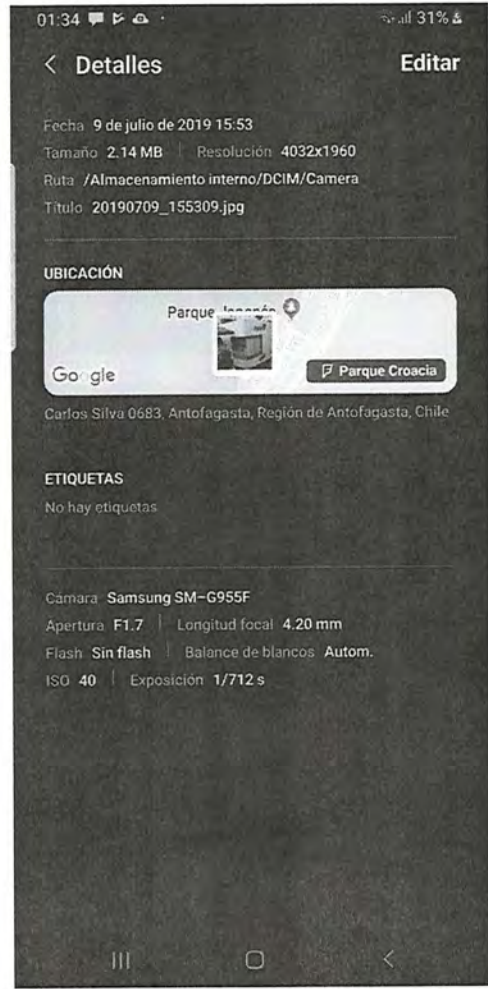 01:34 31%
< Detalles Editar
Fecha 9 de julio de 2019 15:53
Tamaño 2.14 MB | Resolución 4032x1960
Ruta /Almacenamiento interno/DCIM/Camera
Título 20190709_155309.jpg
UBICACIÓN
Parque
Google Parque Croacia
Carlos Silva 0683, Antofagasta, Región de Antofagasta, Chile
ETIQUETAS
No hay etiquetas
Cámara Samsung SM-G955F
Apertura F1.7 | Longitud focal 4.20 mm
Flash Sin flash | Balance de blancos Autom.
ISO 40 | Exposición 1/712 s